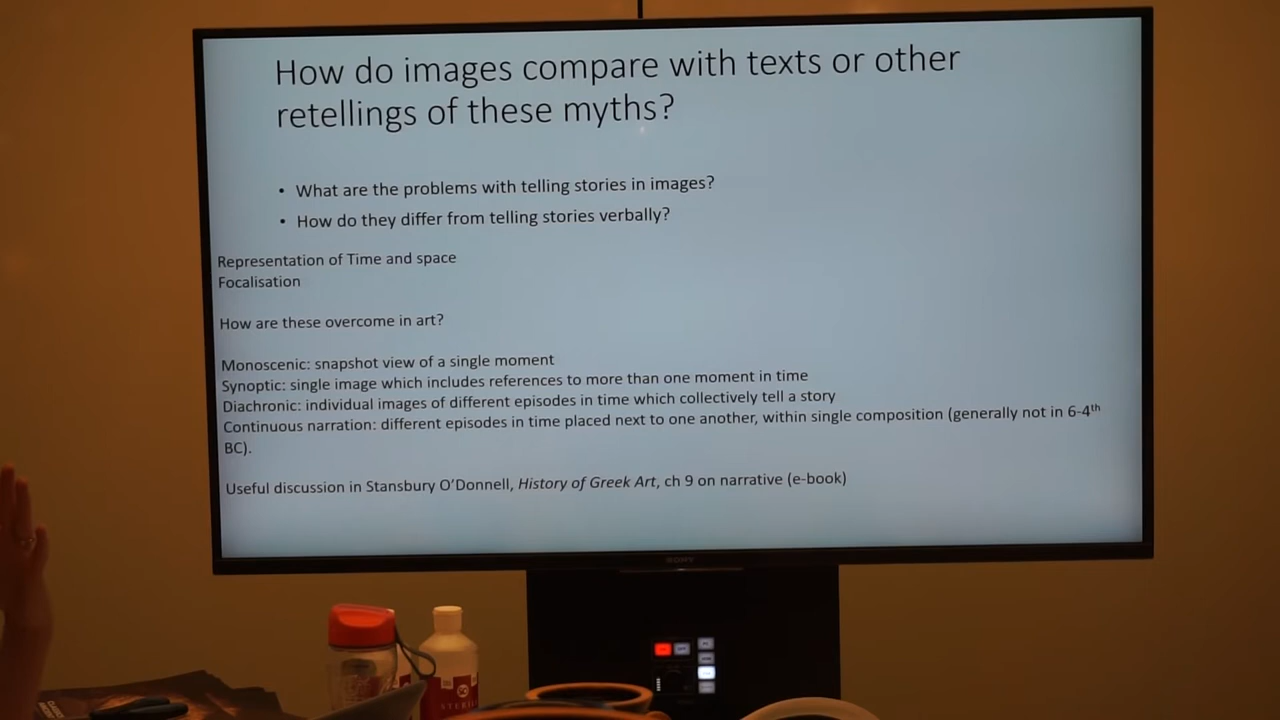 How do images compare with texts or other
retellings of these myths?
• What are the problems with telling stories in images?
• How do they differ from telling stories verbally?
Representation of Time and space
Focalisation
How are these overcome in art?
Monoscenic: snapshot view of a single moment
Synoptic: single image which includes references to more than one moment in time
Diachronic: individual images of different episodes in time which collectively tell a story
Continuous narration: different episodes in time placed next to one another, within single composition (generally not in 6-4th
BC).
Useful discussion in Stansbury O'Donnell, History of Greek Art, ch 9 on narrative (e-book)
SONY